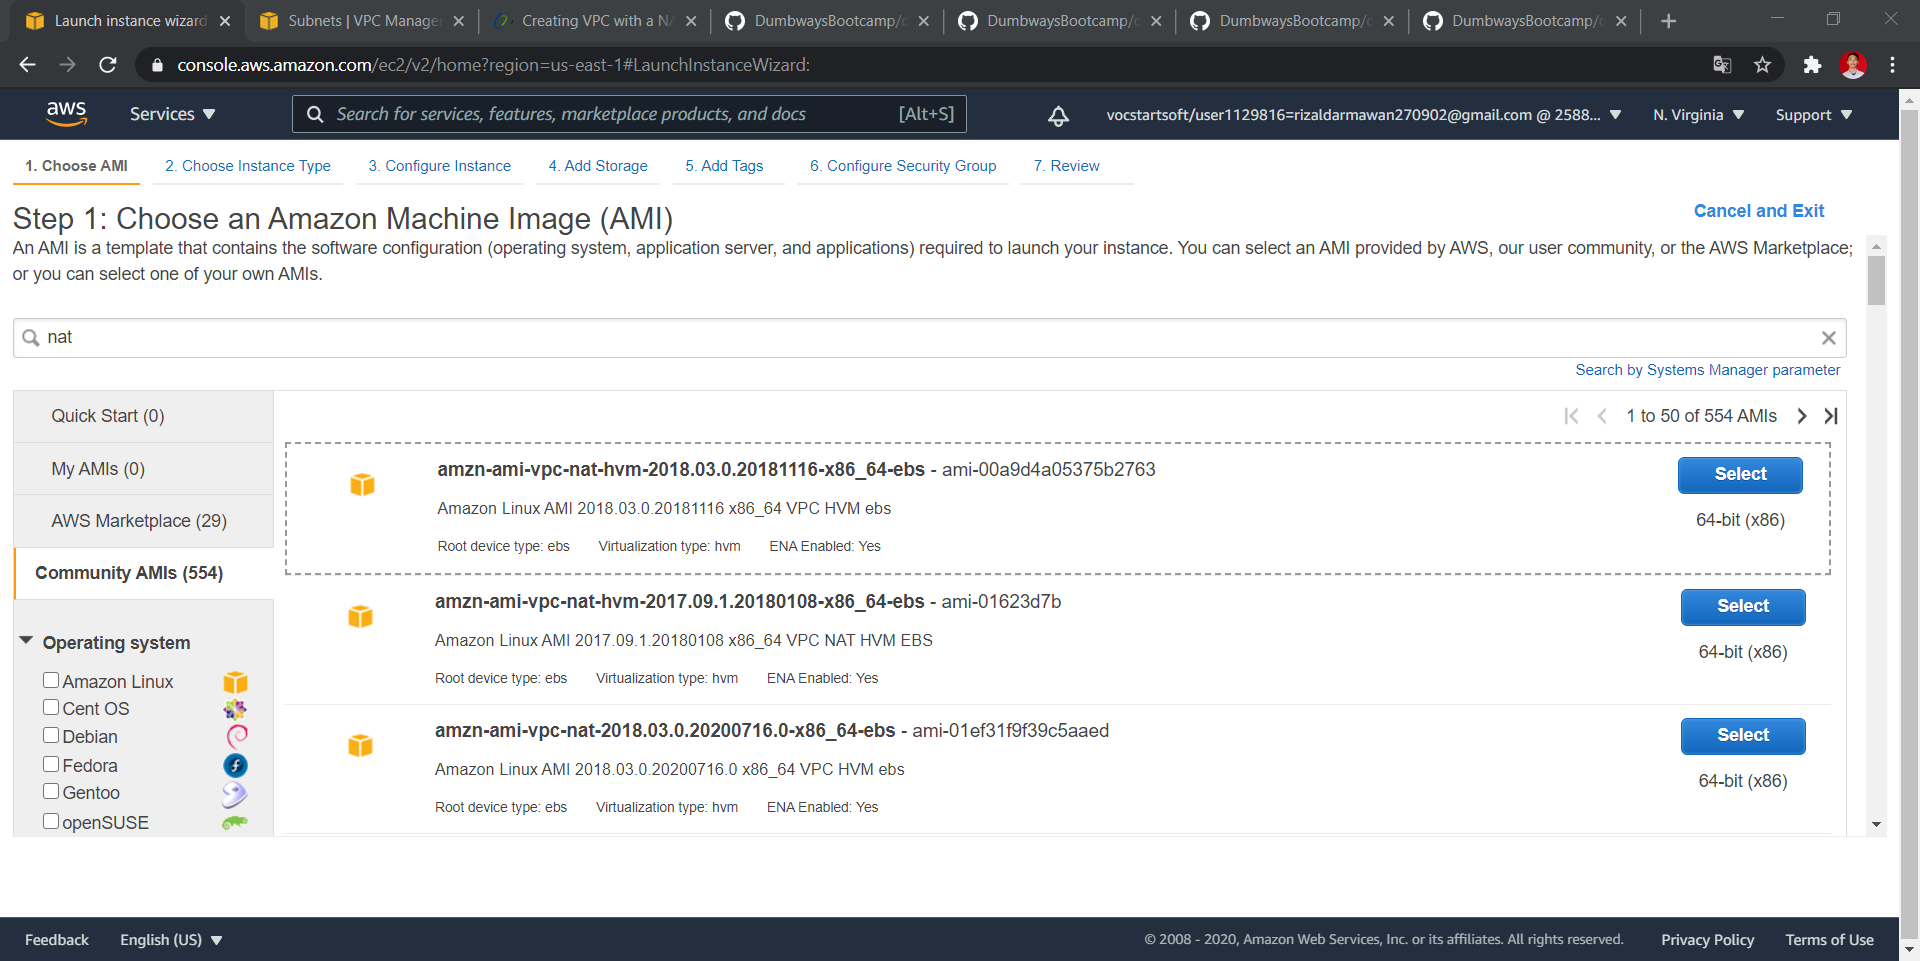 Launch instance wizard
Subnets | VPC Manager
Creating VPC with a NA
DumbwaysBootcamp/
DumbwaysBootcamp/
DumbwaysBootcamp/
DumbwaysBootcamp/
console.aws.amazon.com/ec2/v2/home?region=us-east-1#LaunchInstanceWizard:
aws
Services
Search for services, features, marketplace products, and docs
[Alt+S]
vocstartsoft/user1129816=rizaldarmawan270902@gmail.com @ 2588...
N. Virginia
Support
1. Choose AMI
2. Choose Instance Type
3. Configure Instance
4. Add Storage
5. Add Tags
6. Configure Security Group
7. Review
Step 1: Choose an Amazon Machine Image (AMI)
Cancel and Exit
An AMI is a template that contains the software configuration (operating system, application server, and applications) required to launch your instance. You can select an AMI provided by AWS, our user community, or the AWS Marketplace;
or you can select one of your own AMIs.
nat
Search by Systems Manager parameter
Quick Start (0)
My AMIs (0)
AWS Marketplace (29)
Community AMIs (554)
Operating system
Amazon Linux
Cent OS
Debian
Fedora
Gentoo
openSUSE
1 to 50 of 554 AMIs
amzn-ami-vpc-nat-hvm-2018.03.0.20181116-x86_64-ebs - ami-00a9d4a05375b2763
Select
Amazon Linux AMI 2018.03.0.20181116 x86_64 VPC HVM ebs
64-bit (x86)
Root device type: ebs Virtualization type: hvm ENA Enabled: Yes
amzn-ami-vpc-nat-hvm-2017.09.1.20180108-x86_64-ebs - ami-01623d7b
Select
Amazon Linux AMI 2017.09.1.20180108 x86_64 VPC NAT HVM EBS
64-bit (x86)
Root device type: ebs Virtualization type: hvm ENA Enabled: Yes
amzn-ami-vpc-nat-2018.03.0.20200716.0-x86_64-ebs - ami-01ef31f9f39c5aaed
Select
Amazon Linux AMI 2018.03.0.20200716.0 x86_64 VPC HVM ebs
64-bit (x86)
Root device type: ebs Virtualization type: hvm ENA Enabled: Yes
Feedback
English (US)
© 2008 - 2020, Amazon Web Services, Inc. or its affiliates. All rights reserved.
Privacy Policy
Terms of Use